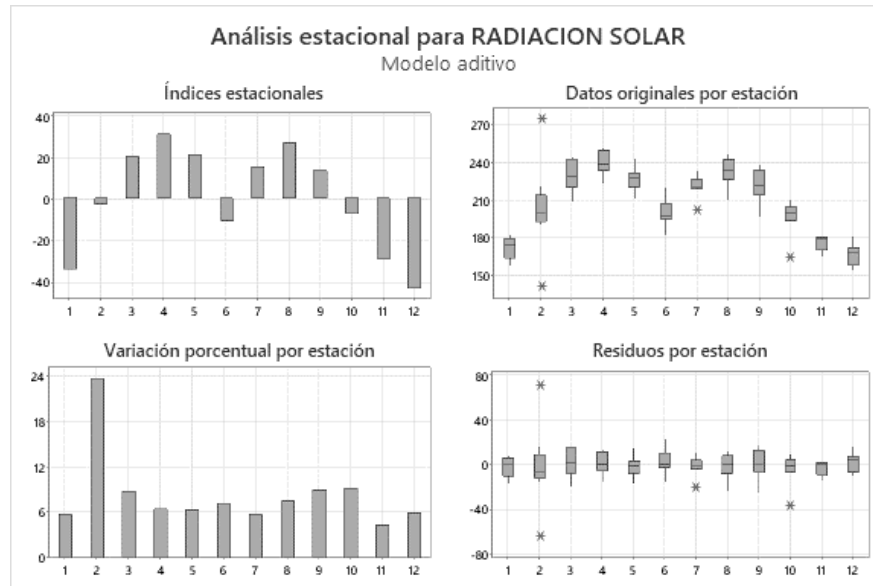 Análisis estacional para RADIACION SOLAR
Modelo aditivo
Índices estacionales
40
20
0
-20
-40
1 2 3 4 5 6 7 8 9 10 11 12
Datos originales por estación
270
240
210
180
150
1 2 3 4 5 6 7 8 9 10 11 12
Variación porcentual por estación
24
18
12
6
0
1 2 3 4 5 6 7 8 9 10 11 12
Residuos por estación
80
40
0
-40
-80
1 2 3 4 5 6 7 8 9 10 11 12